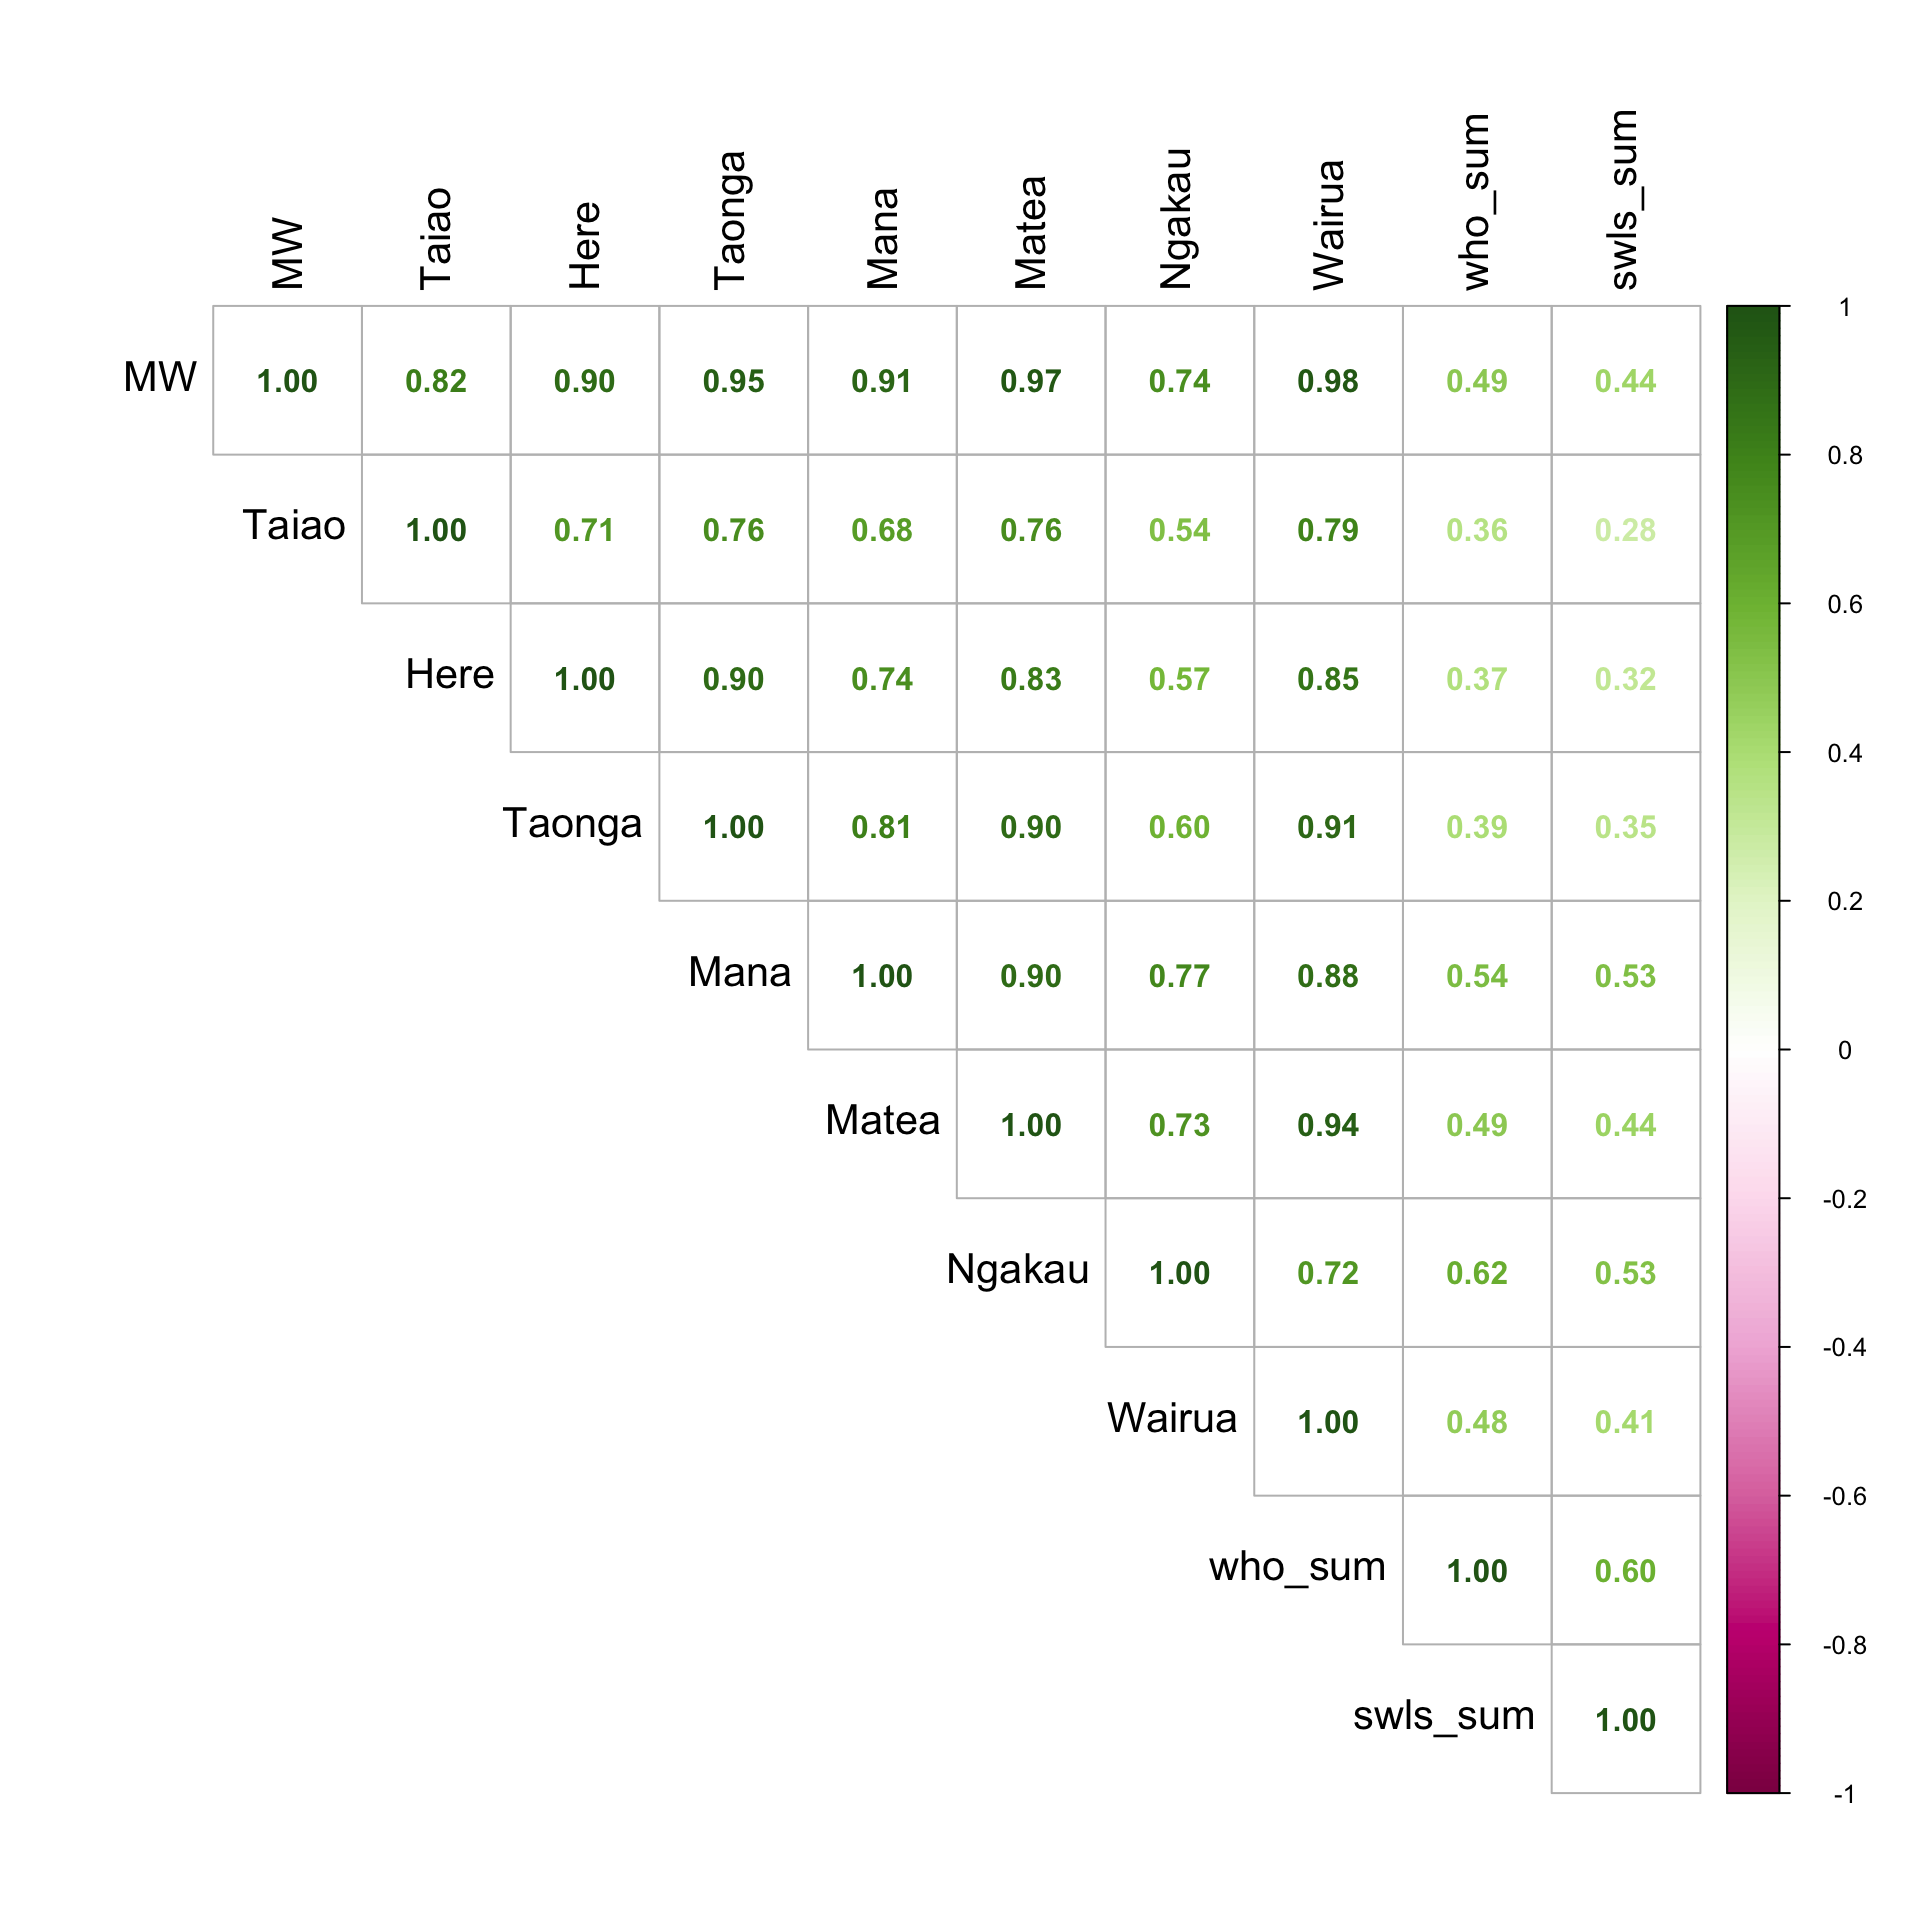 MW Taiao Here Taonga Mana Matea Ngakau Wairua who_sum swls_sum
MW 1.00 0.82 0.90 0.95 0.91 0.97 0.74 0.98 0.49 0.44
Taiao 1.00 0.71 0.76 0.68 0.76 0.54 0.79 0.36 0.28
Here 1.00 0.90 0.74 0.83 0.57 0.85 0.37 0.32
Taonga 1.00 0.81 0.90 0.60 0.91 0.39 0.35
Mana 1.00 0.90 0.77 0.88 0.54 0.53
Matea 1.00 0.73 0.94 0.49 0.44
Ngakau 1.00 0.72 0.62 0.53
Wairua 1.00 0.48 0.41
who_sum 1.00 0.60
swls_sum 1.00
1
0.8
0.6
0.4
0.2
0
-0.2
-0.4
-0.6
-0.8
-1